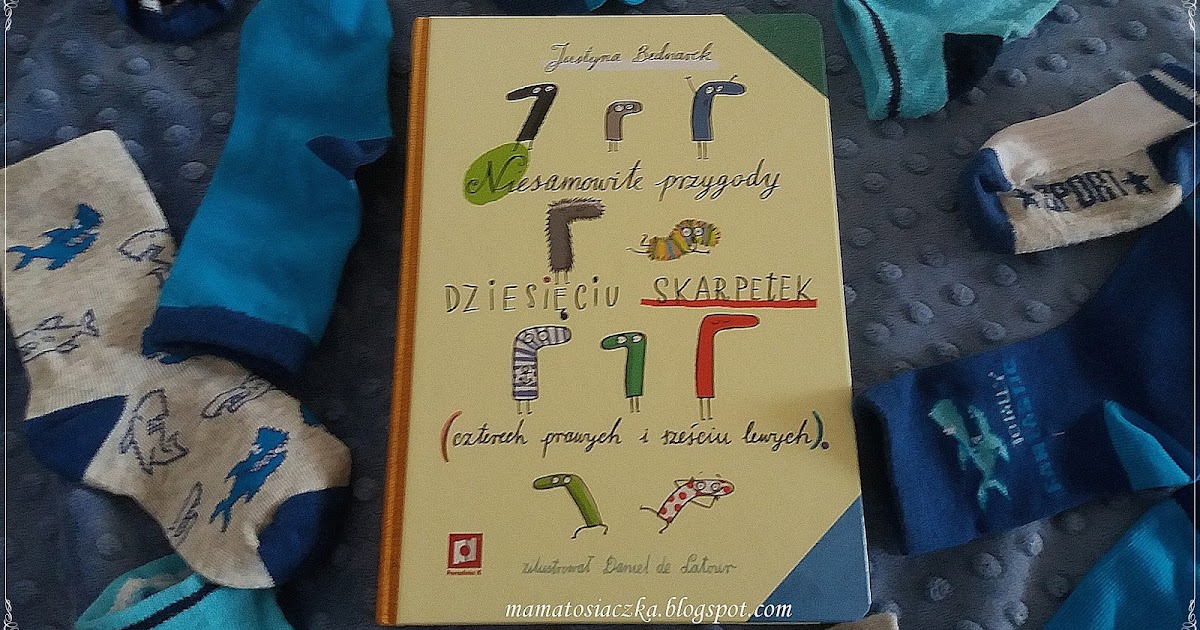 Justyna Bednarek
Niesamowite przygody
DZIESIĘCIU SKARPETEK
(czterech prawych i sześciu lewych).
zilustrował Daniel de Latour
mamatosiaczka.blogspot.com
SPORT